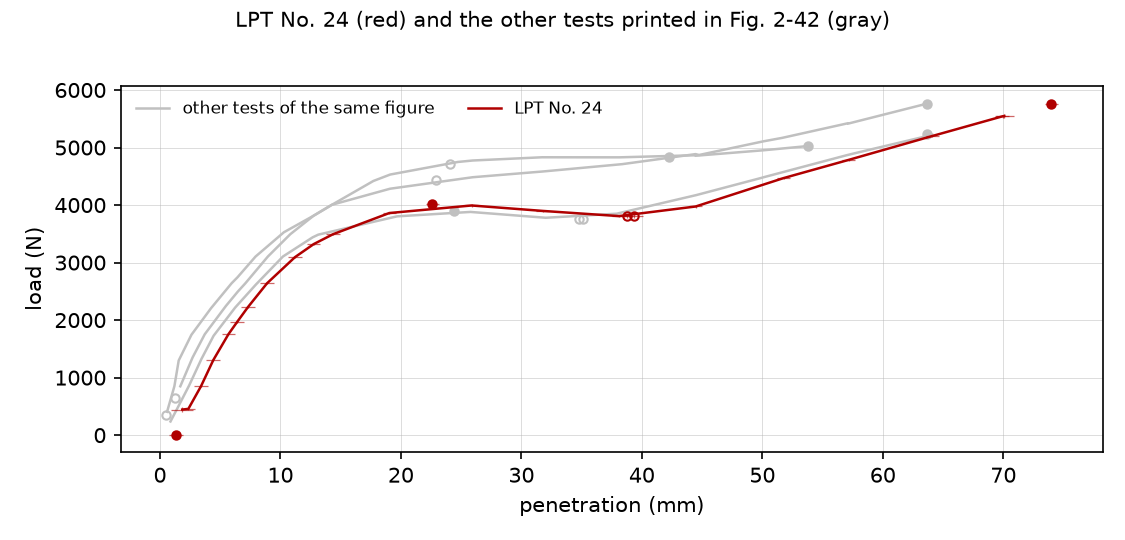 LPT No. 24 (red) and the other tests printed in Fig. 2-42 (gray)
other tests of the same figure
LPT No. 24
load (N)
6000
5000
4000
3000
2000
1000
0
0 10 20 30 40 50 60 70
penetration (mm)